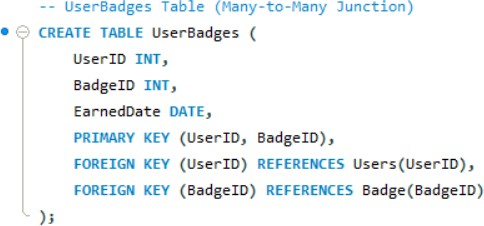 -- UserBadges Table (Many-to-Many Junction)
CREATE TABLE UserBadges (
UserID INT,
BadgeID INT,
EarnedDate DATE,
PRIMARY KEY (UserID, BadgeID),
FOREIGN KEY (UserID) REFERENCES Users(UserID),
FOREIGN KEY (BadgeID) REFERENCES Badge(BadgeID)
);